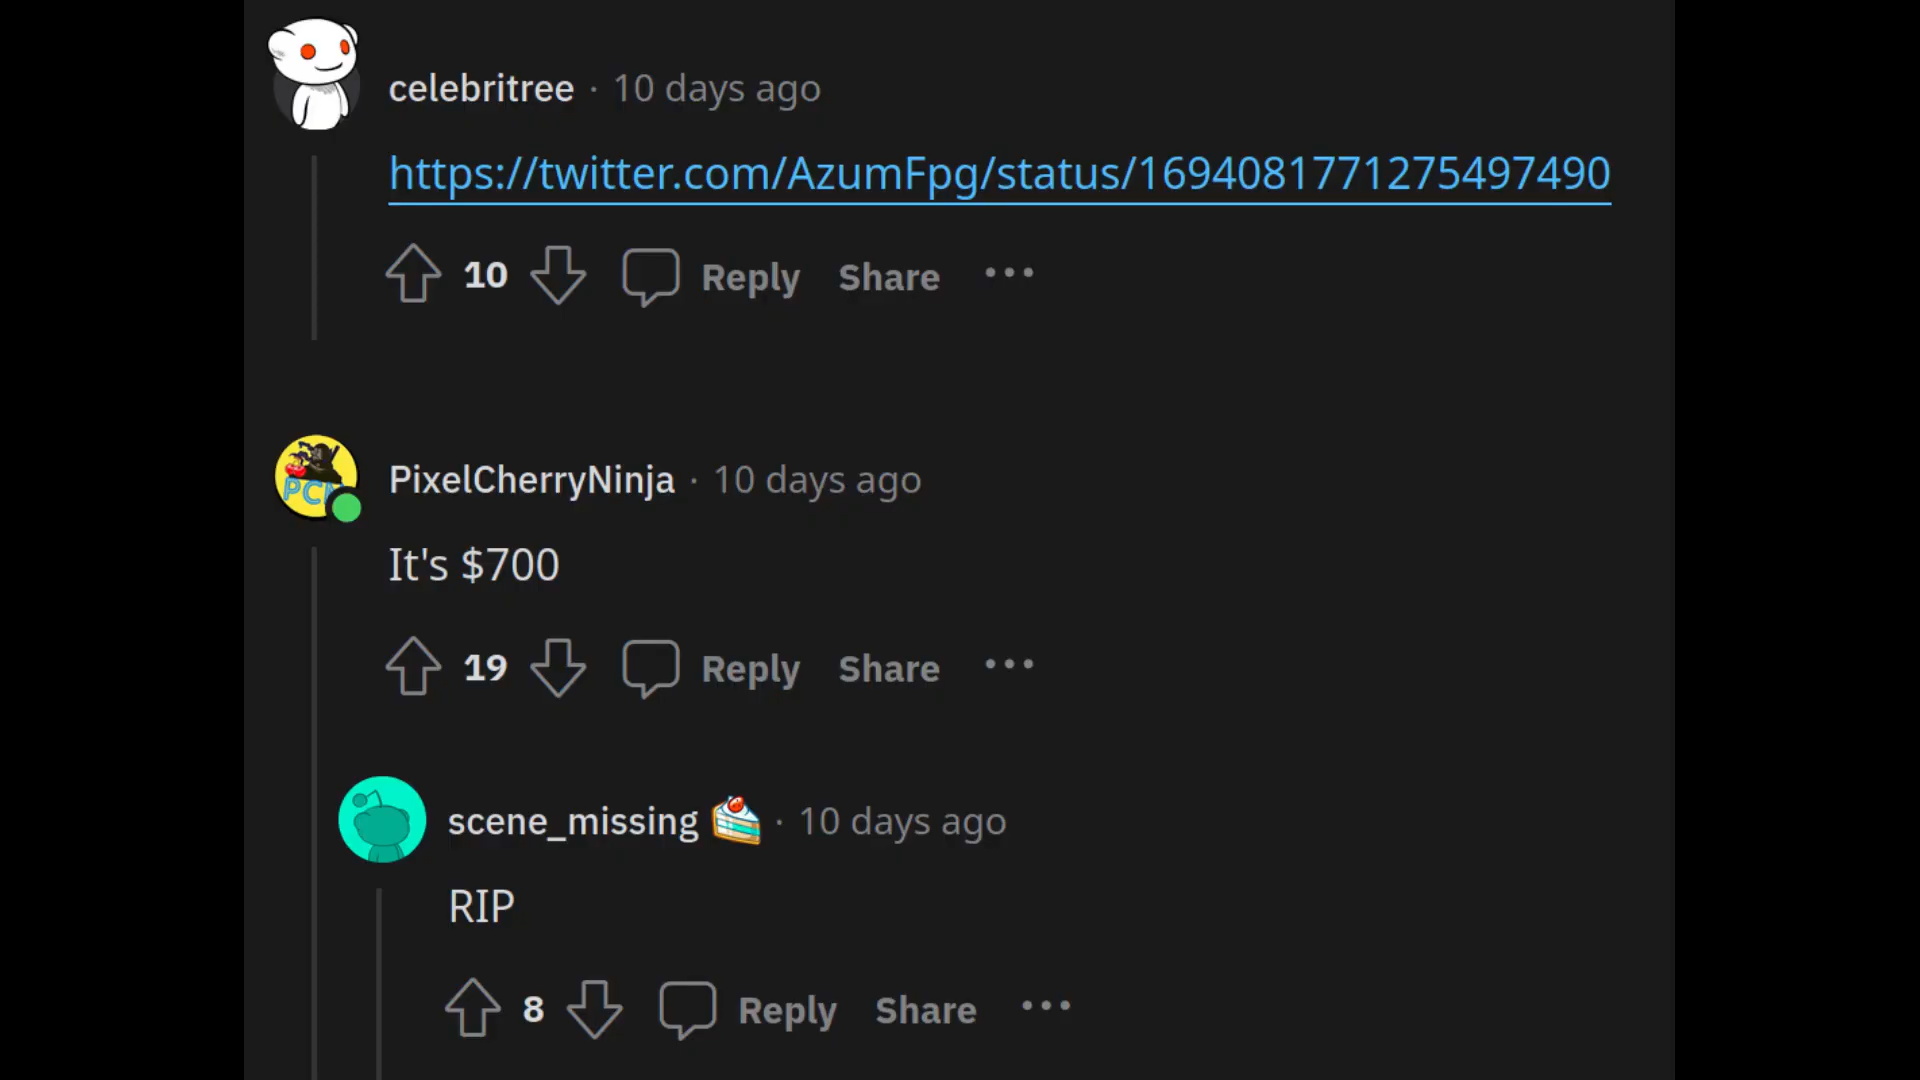 celebritree · 10 days ago
https://twitter.com/AzumFpg/status/1694081771275497490
10 Reply Share ···
PCN
PixelCherryNinja · 10 days ago
It's $700
19 Reply Share ···
scene_missing · 10 days ago
RIP
8 Reply Share ···